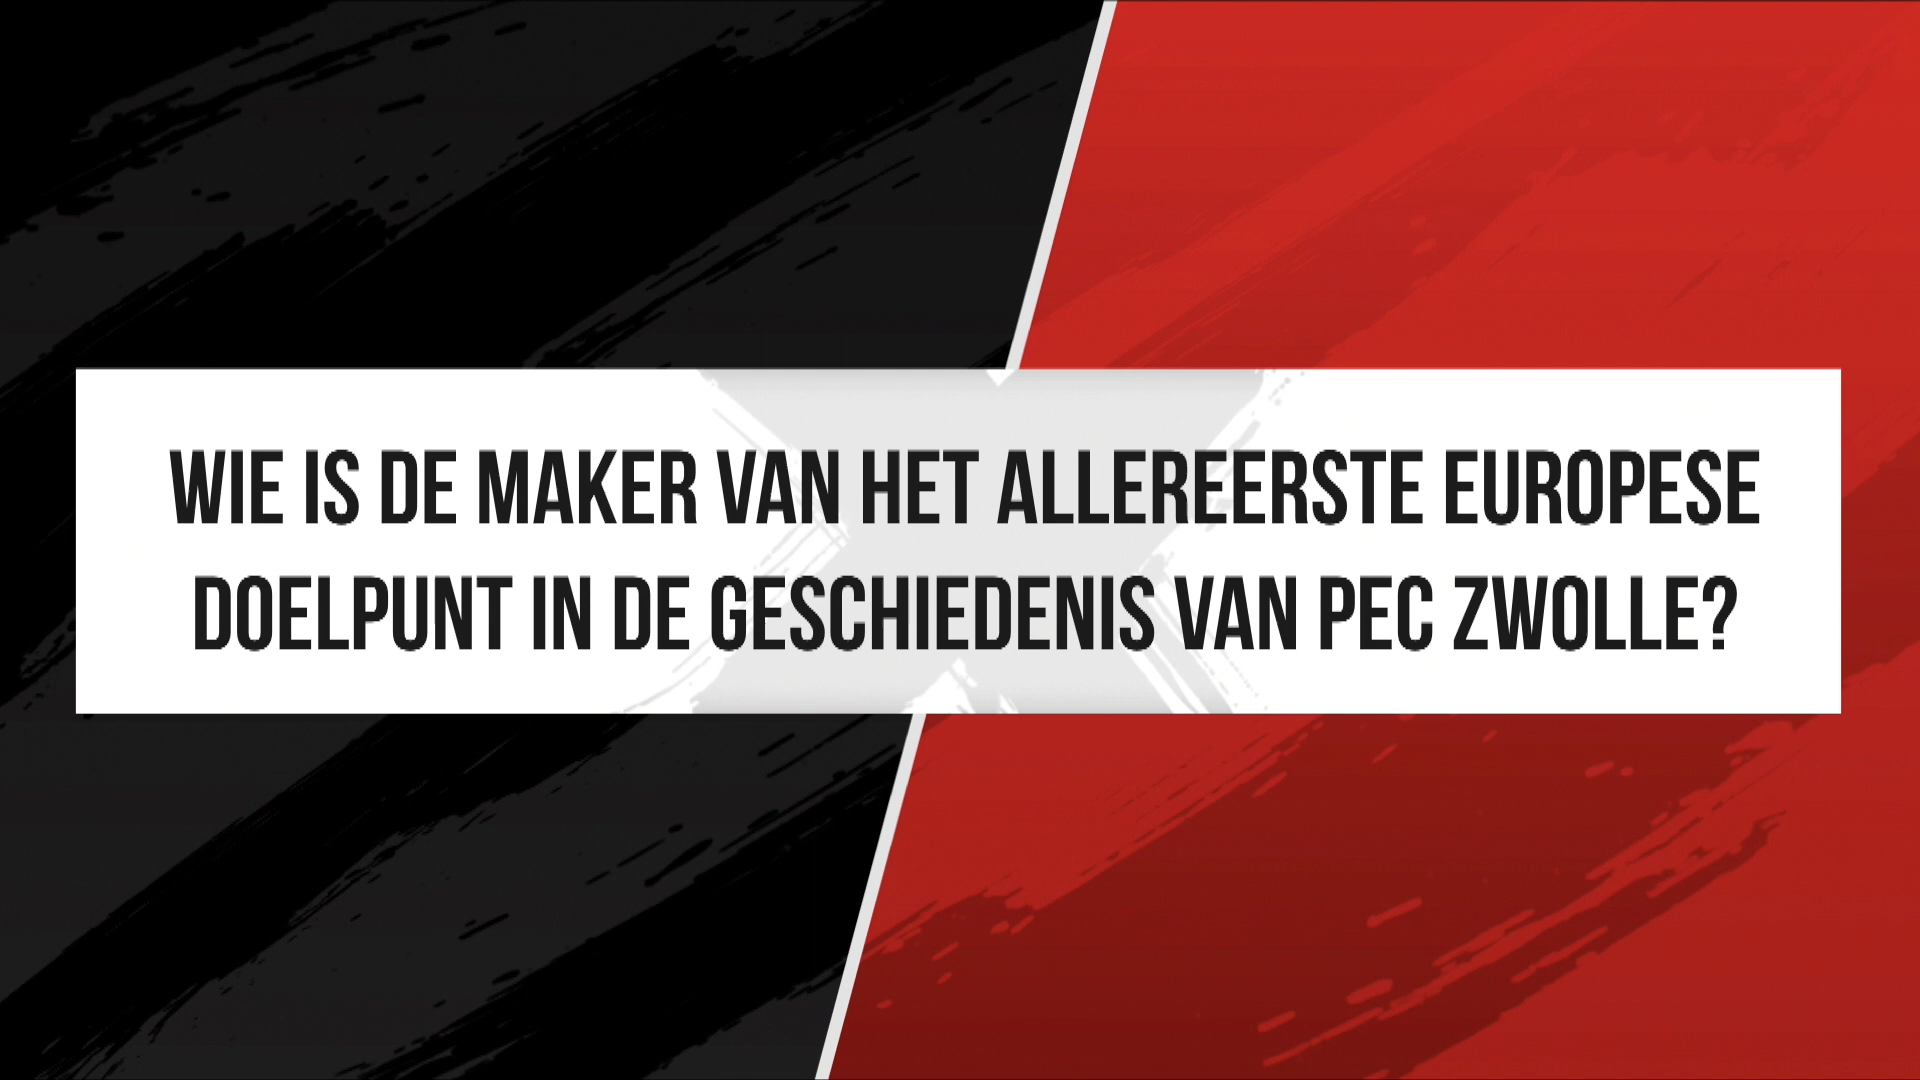 WIE IS DE MAKER VAN HET ALLEREERSTE EUROPESE
DOELPUNT IN DE GESCHIEDENIS VAN PEC ZWOLLE?